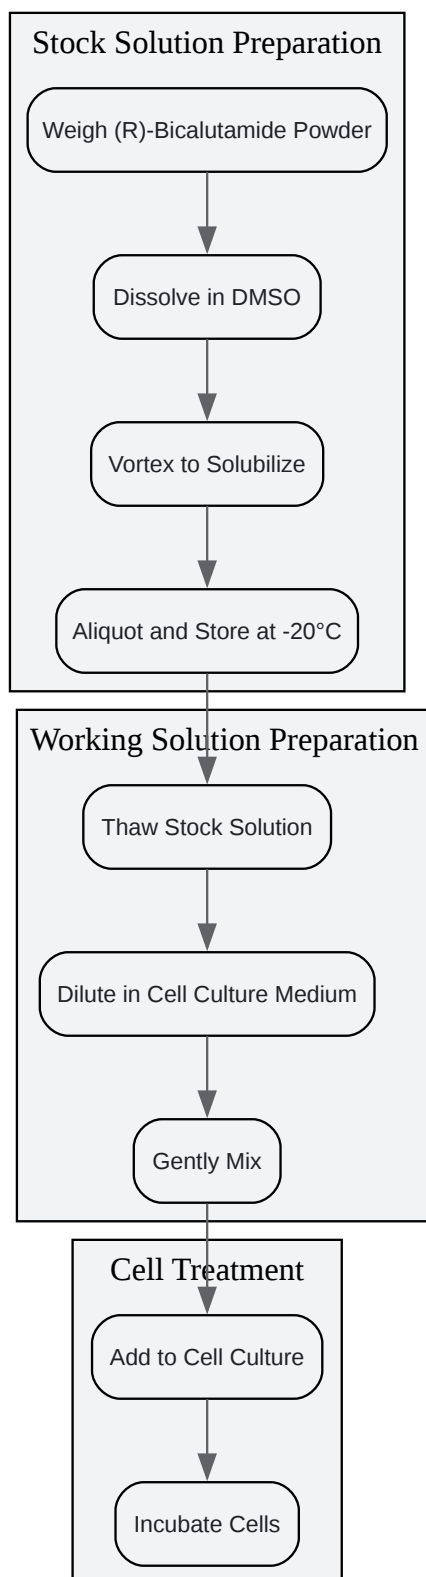 Stock Solution Preparation
Weigh (R)-Bicalutamide Powder
Dissolve in DMSO
Vortex to Solubilize
Aliquot and Store at -20°C
Working Solution Preparation
Thaw Stock Solution
Dilute in Cell Culture Medium
Gently Mix
Cell Treatment
Add to Cell Culture
Incubate Cells